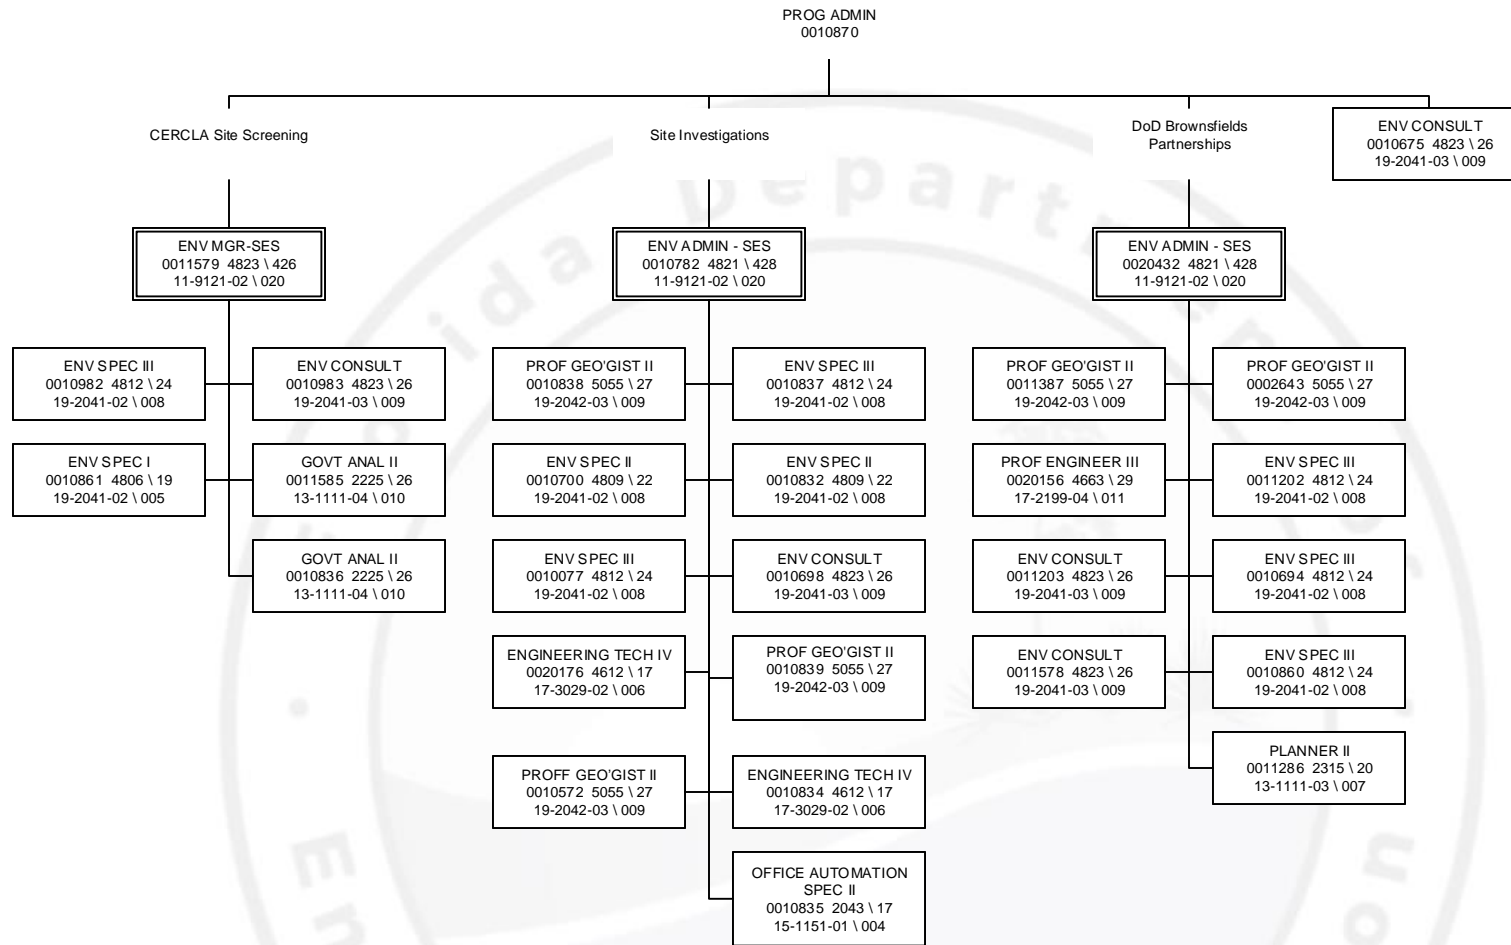 PROG ADMIN
0010870
CERCLA Site Screening
Site Investigations
DoD Brownsfields
Partnerships
ENV CONSULT
0010675 4823 \ 26
19-2041-03 \ 009
ENV MGR-SES
0011579 4823 \ 426
11-9121-02 \ 020
ENV ADMIN - SES
0010782 4821 \ 428
11-9121-02 \ 020
ENV ADMIN - SES
0020432 4821 \ 428
11-9121-02 \ 020
ENV SPEC III
0010982 4812 \ 24
19-2041-02 \ 008
ENV CONSULT
0010983 4823 \ 26
19-2041-03 \ 009
PROF GEO'GIST II
0010838 5055 \ 27
19-2042-03 \ 009
ENV SPEC III
0010837 4812 \ 24
19-2041-02 \ 008
PROF GEO'GIST II
0011387 5055 \ 27
19-2042-03 \ 009
PROF GEO'GIST II
0002643 5055 \ 27
19-2042-03 \ 009
ENV SPEC I
0010861 4806 \ 19
19-2041-02 \ 005
GOVT ANAL II
0011585 2225 \ 26
13-1111-04 \ 010
ENV SPEC II
0010700 4809 \ 22
19-2041-02 \ 008
ENV SPEC II
0010832 4809 \ 22
19-2041-02 \ 008
PROF ENGINEER III
0020156 4663 \ 29
17-2199-04 \ 011
ENV SPEC III
0011202 4812 \ 24
19-2041-02 \ 008
GOVT ANAL II
0010836 2225 \ 26
13-1111-04 \ 010
ENV SPEC III
0010077 4812 \ 24
19-2041-02 \ 008
ENV CONSULT
0010698 4823 \ 26
19-2041-03 \ 009
ENV CONSULT
0011203 4823 \ 26
19-2041-03 \ 009
ENV SPEC III
0010694 4812 \ 24
19-2041-02 \ 008
ENGINEERING TECH IV
0020176 4612 \ 17
17-3029-02 \ 006
PROF GEO'GIST II
0010839 5055 \ 27
19-2042-03 \ 009
ENV CONSULT
0011578 4823 \ 26
19-2041-03 \ 009
ENV SPEC III
0010860 4812 \ 24
19-2041-02 \ 008
PROFF GEO'GIST II
0010572 5055 \ 27
19-2042-03 \ 009
ENGINEERING TECH IV
0010834 4612 \ 17
17-3029-02 \ 006
PLANNER II
0011286 2315 \ 20
13-1111-03 \ 007
OFFICE AUTOMATION
SPEC II
0010835 2043 \ 17
15-1151-01 \ 004